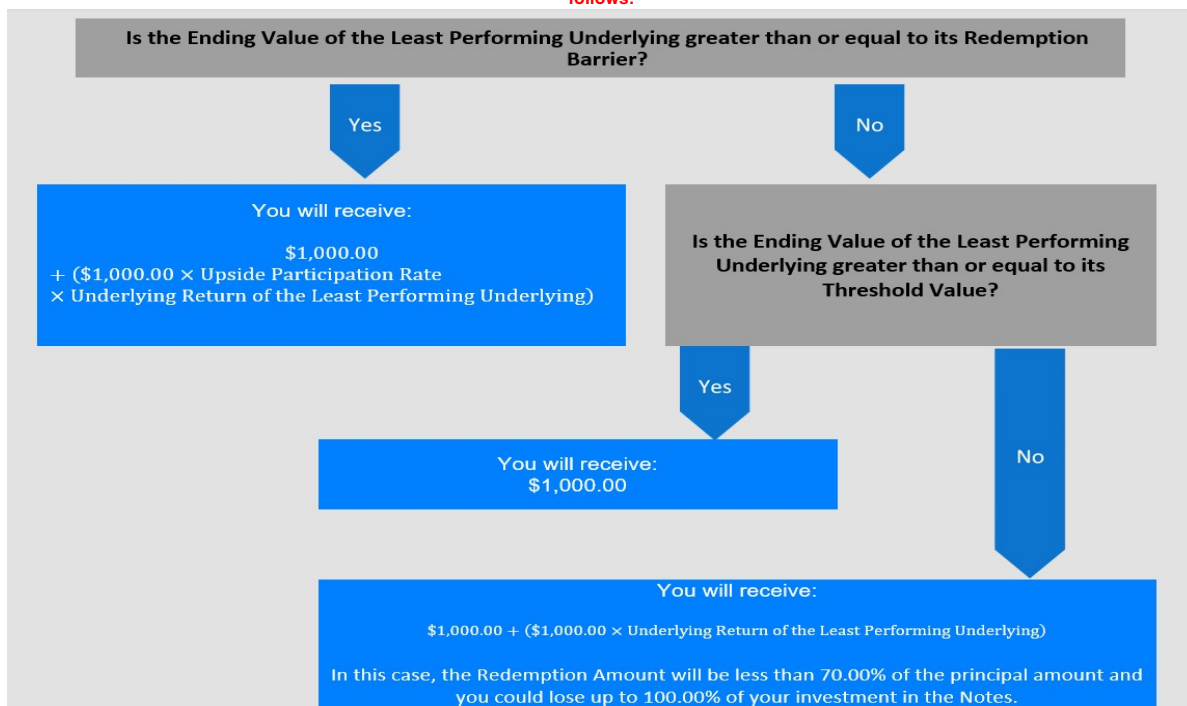 follows:
Is the Ending Value of the Least Performing Underlying greater than or equal to its Redemption
Barrier?
Yes
No
You will receive:
$1,000.00
+ ($1,000.00 × Upside Participation Rate
× Underlying Return of the Least Performing Underlying)
Is the Ending Value of the Least Performing
Underlying greater than or equal to its
Threshold Value?
Yes
No
You will receive:
$1,000.00
You will receive:
$1,000.00 + ($1,000.00 × Underlying Return of the Least Performing Underlying)
In this case, the Redemption Amount will be less than 70.00% of the principal amount and
you could lose up to 100.00% of your investment in the Notes.